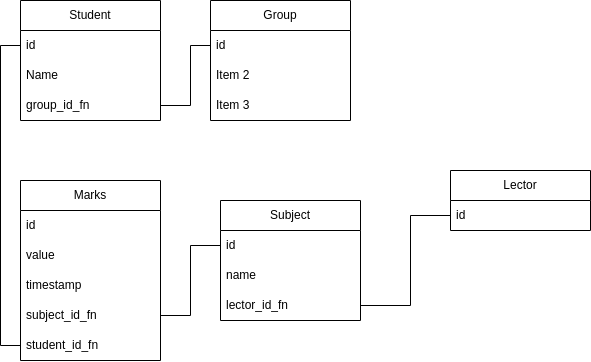 Student
id
Name
group_id_fn
Group
id
Item 2
Item 3
Marks
id
value
timestamp
subject_id_fn
student_id_fn
Subject
id
name
lector_id_fn
Lector
id